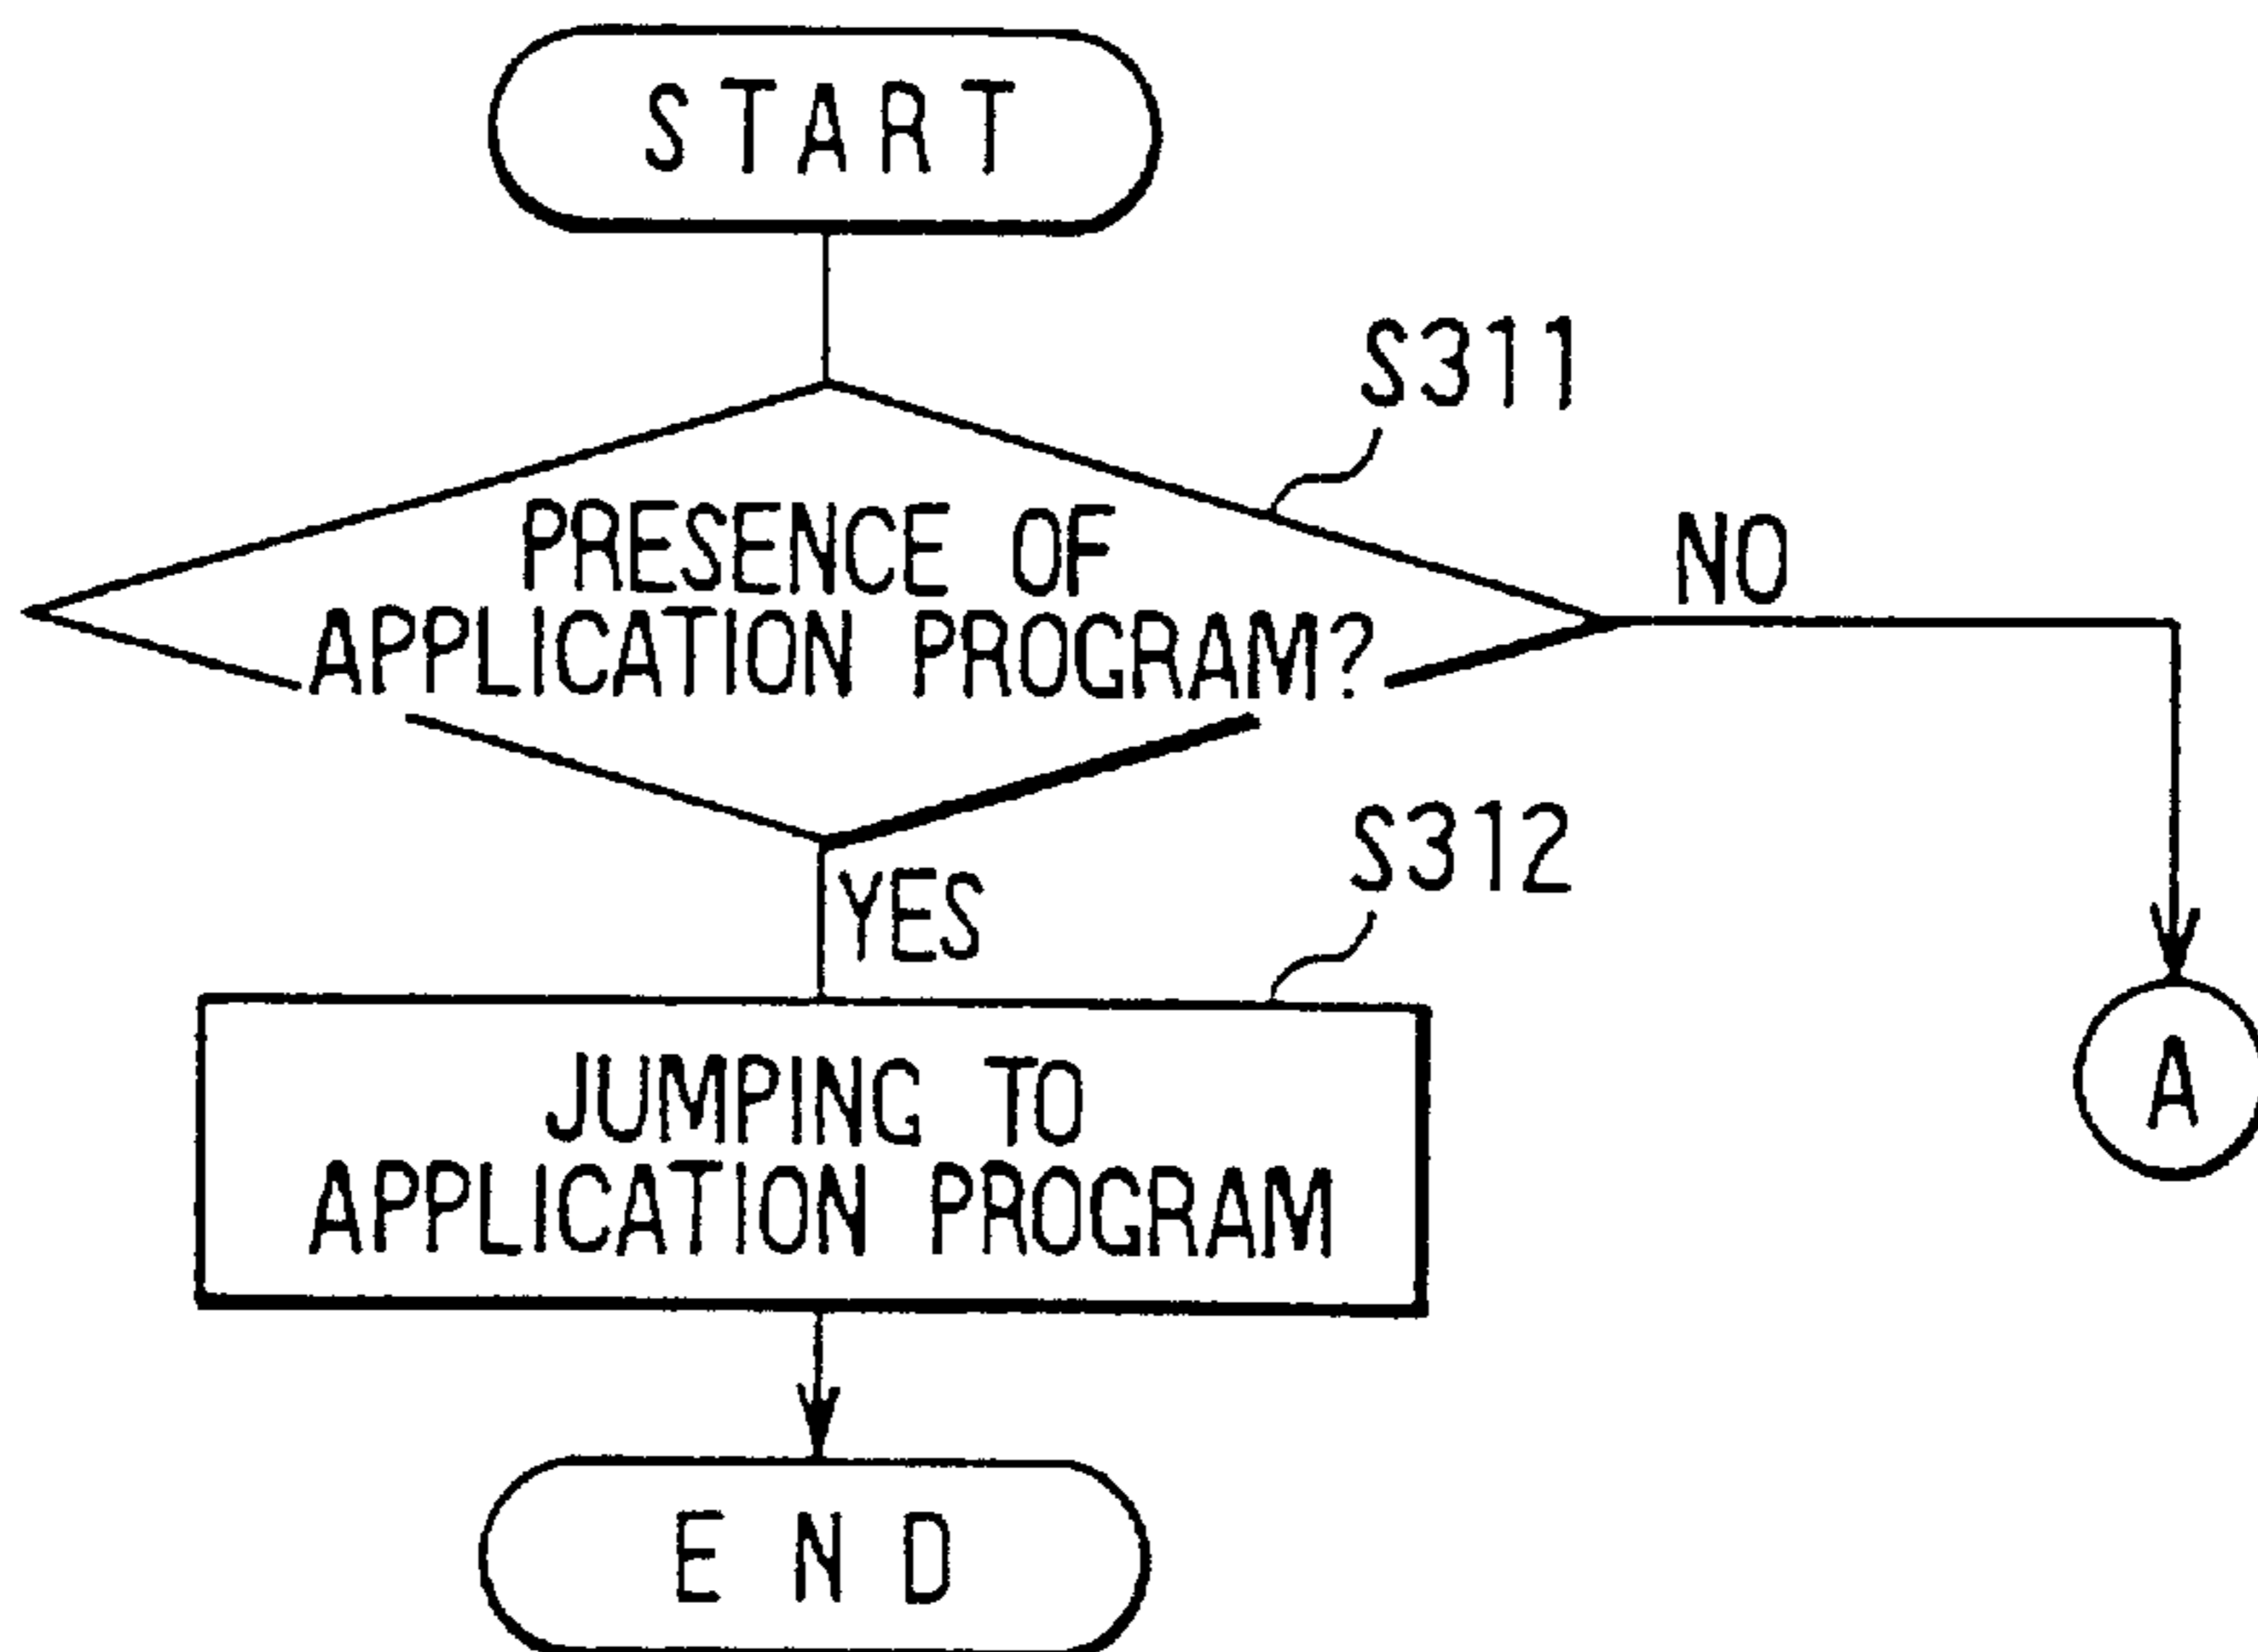 START
S311
PRESENCE OF
APPLICATION PROGRAM?
NO
YES
S312
JUMPING TO
APPLICATION PROGRAM
A
END